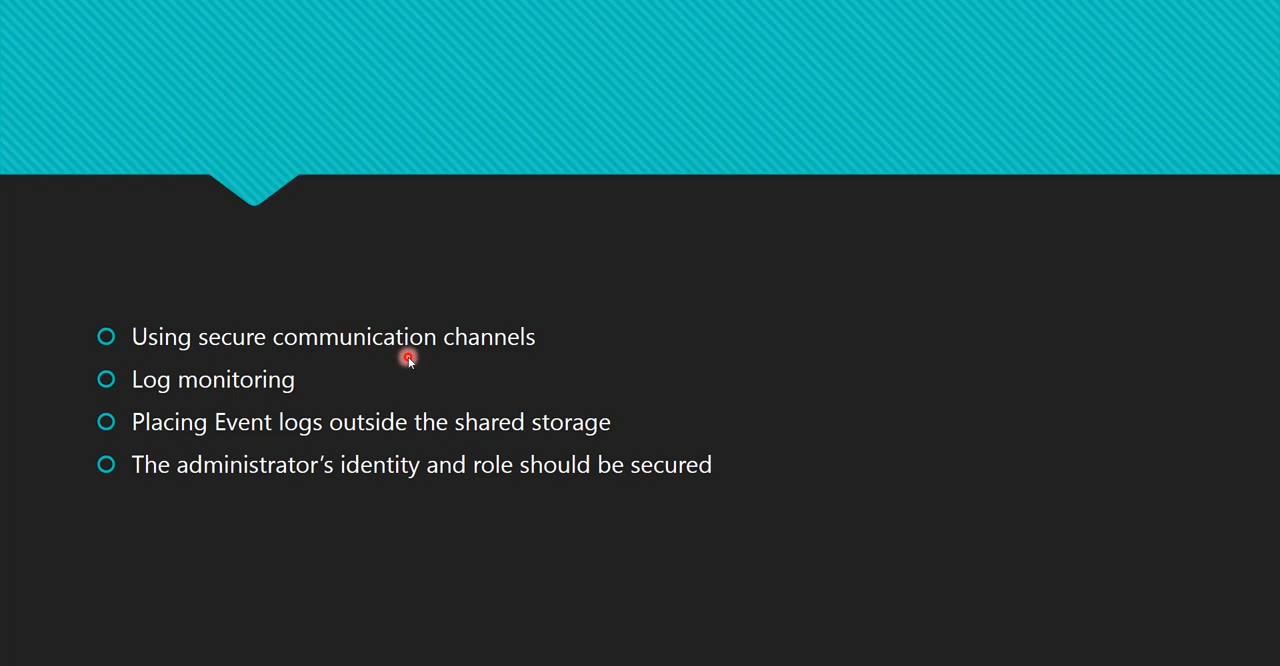 Using secure communication channels
Log monitoring
Placing Event logs outside the shared storage
The administrator’s identity and role should be secured